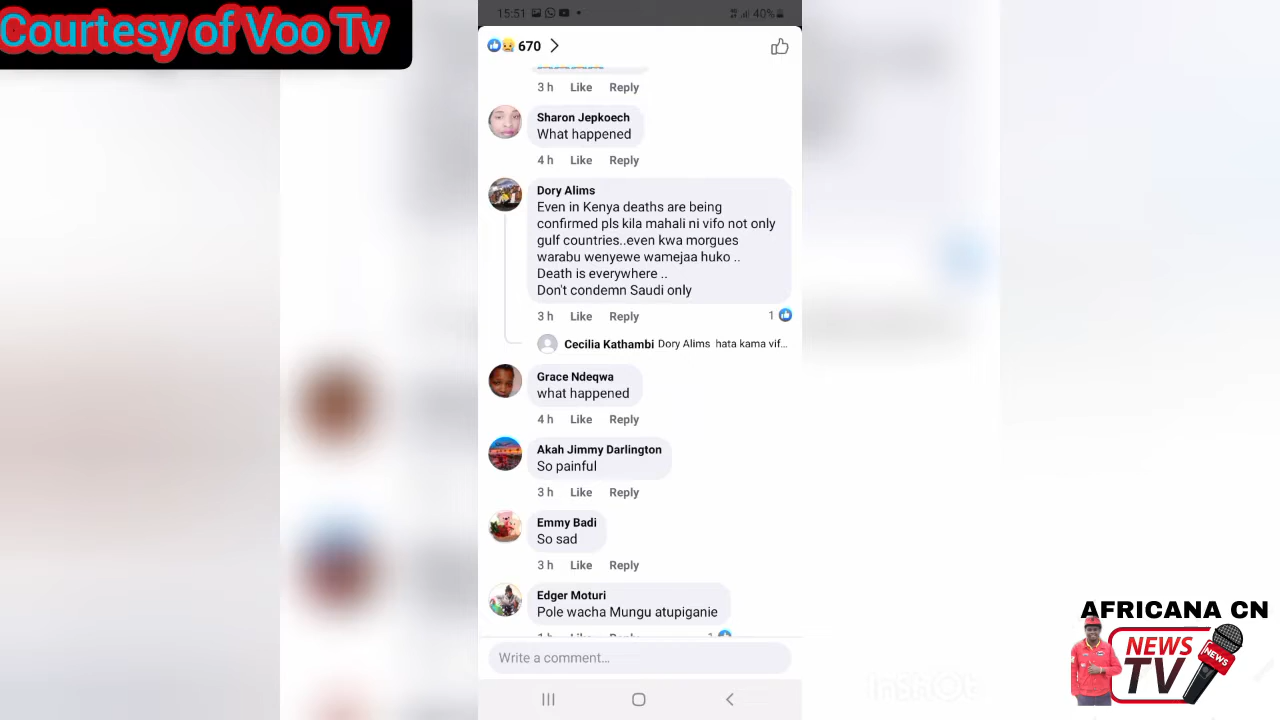 Courtesy of Voo Tv
15:51
40%
670
3 h Like Reply
Sharon Jepkoech
What happened
4 h Like Reply
Dory Alims
Even in Kenya deaths are being
confirmed pls kila mahali ni vifo not only
gulf countries..even kwa morgues
warabu wenyewe wamejaa huko ..
Death is everywhere ..
Don't condemn Saudi only
3 h Like Reply 1
Cecilia Kathambi Dory Alims hata kama vif...
Grace Ndeqwa
what happened
4 h Like Reply
Akah Jimmy Darlington
So painful
3 h Like Reply
Emmy Badi
So sad
3 h Like Reply
Edger Moturi
Pole wacha Mungu atupiganie
Write a comment...
AFRICANA CN
NEWS
TV
NEWS
InShOt